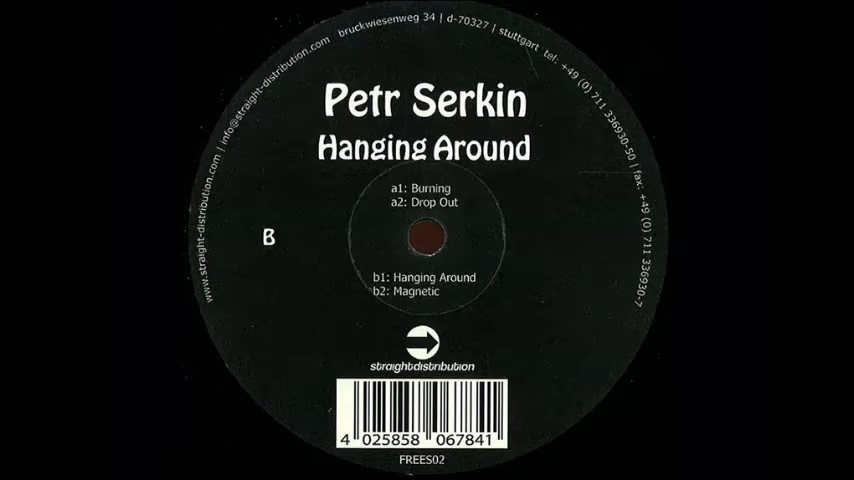 www.straight-distribution.com | info@straight-distribution.com bruckwiesenweg 34 | d-70327 | stuttgart tel. +49 (0) 711 336930-50 | fax: +49 (0) 711 336930-7
Petr Serkin
Hanging Around
a1: Burning
a2: Drop Out
B
b1: Hanging Around
b2: Magnetic
straightdistribution
4 025858 067841
FREES02